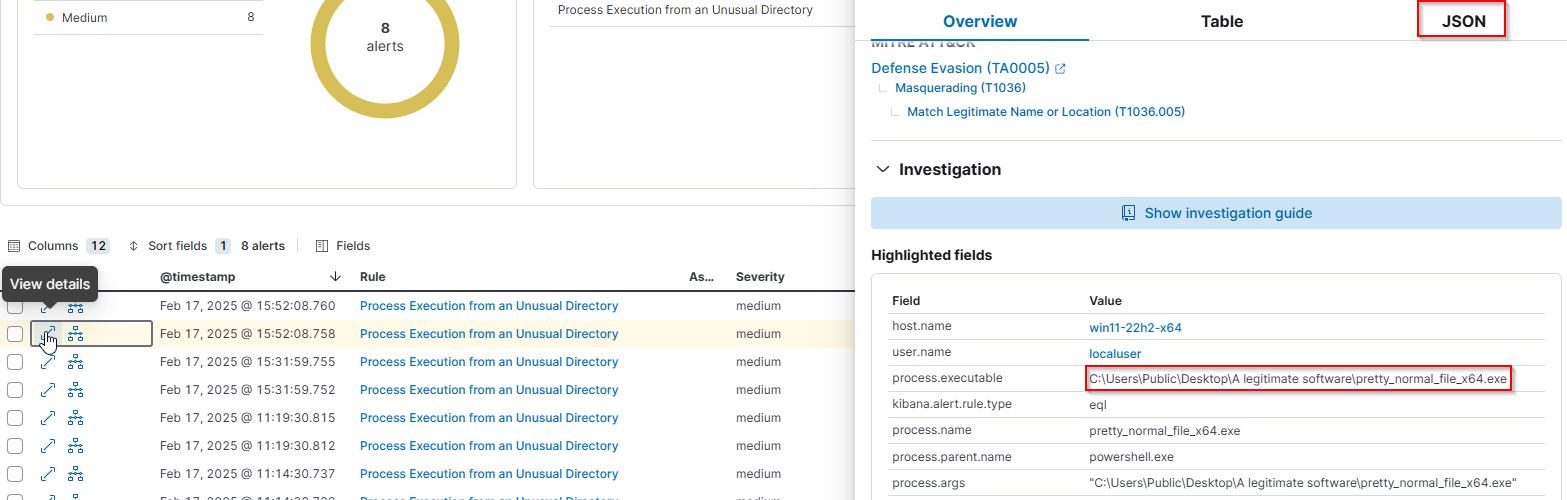 Medium 8
8
alerts
Process Execution from an Unusual Directory
Columns 12 Sort fields 1 8 alerts Fields
View details
@timestamp Rule As... Severity
Feb 17, 2025 @ 15:52:08.760 Process Execution from an Unusual Directory medium
Feb 17, 2025 @ 15:52:08.758 Process Execution from an Unusual Directory medium
Feb 17, 2025 @ 15:31:59.755 Process Execution from an Unusual Directory medium
Feb 17, 2025 @ 15:31:59.752 Process Execution from an Unusual Directory medium
Feb 17, 2025 @ 11:19:30.815 Process Execution from an Unusual Directory medium
Feb 17, 2025 @ 11:19:30.812 Process Execution from an Unusual Directory medium
Feb 17, 2025 @ 11:14:30.737 Process Execution from an Unusual Directory medium
Process Execution from an Unusual Directory medium
Overview Table JSON
MITRE ATT&CK
Defense Evasion (TA0005)
Masquerading (T1036)
Match Legitimate Name or Location (T1036.005)
Investigation
Show investigation guide
Highlighted fields
Field Value
host.name win11-22h2-x64
user.name localuser
process.executable C:\Users\Public\Desktop\A legitimate software\pretty_normal_file_x64.exe
kibana.alert.rule.type eql
process.name pretty_normal_file_x64.exe
process.parent.name powershell.exe
process.args "C:\Users\Public\Desktop\A legitimate software\pretty_normal_file_x64.exe"